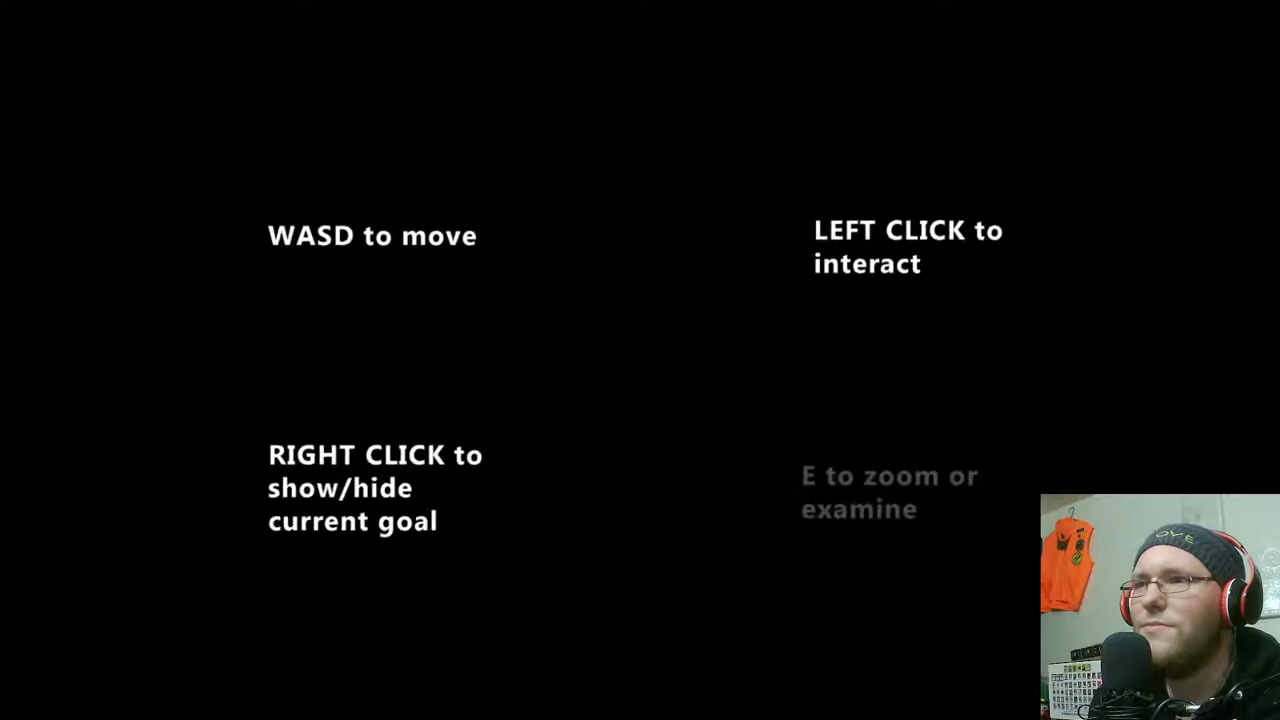 WASD to move
LEFT CLICK to
interact
RIGHT CLICK to
show/hide
current goal
E to zoom or
examine